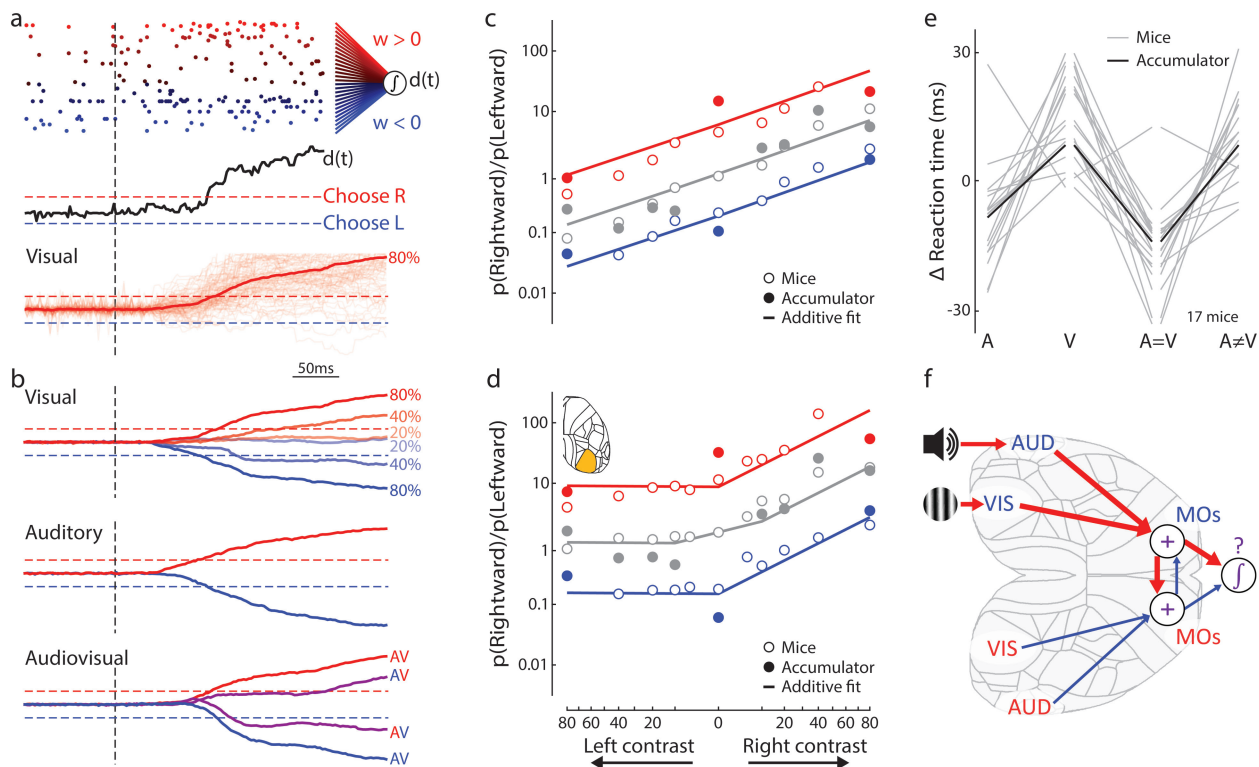 a
w > 0
∫ d(t)
w < 0
d(t)
Choose R
Choose L
Visual
80%
50ms
b
Visual
80%
40%
20%
20%
40%
80%
Auditory
Audiovisual
AV
AV
AV
AV
c
p(Rightward)/p(Leftward)
100
10
1
0.1
0.01
Mice
Accumulator
Additive fit
d
p(Rightward)/p(Leftward)
100
10
1
0.1
0.01
Mice
Accumulator
Additive fit
80 60 40 20 0 20 40 60 80
Left contrast
Right contrast
e
Δ Reaction time (ms)
30
0
-30
Mice
Accumulator
17 mice
A V A=V A≠V
f
AUD
VIS
MOs
+
?
∫
+
MOs
VIS
AUD